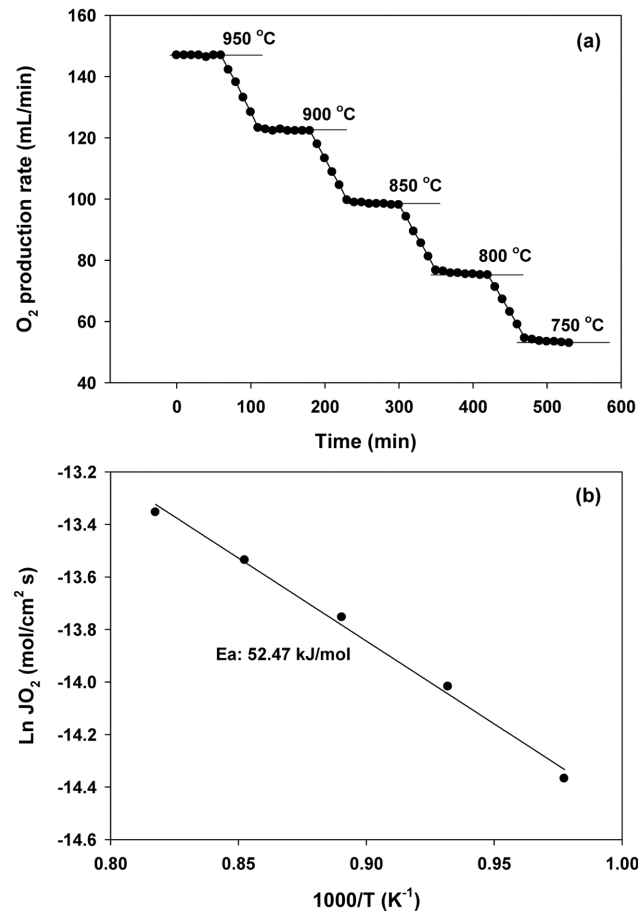 (a)
O2 production rate (mL/min)
160
140
120
100
80
60
40
950 °C
900 °C
850 °C
800 °C
750 °C
0 100 200 300 400 500 600
Time (min)
(b)
Ln JO2 (mol/cm2 s)
-13.2
-13.4
-13.6
-13.8
-14.0
-14.2
-14.4
-14.6
Ea: 52.47 kJ/mol
0.80 0.85 0.90 0.95 1.00
1000/T (K-1)